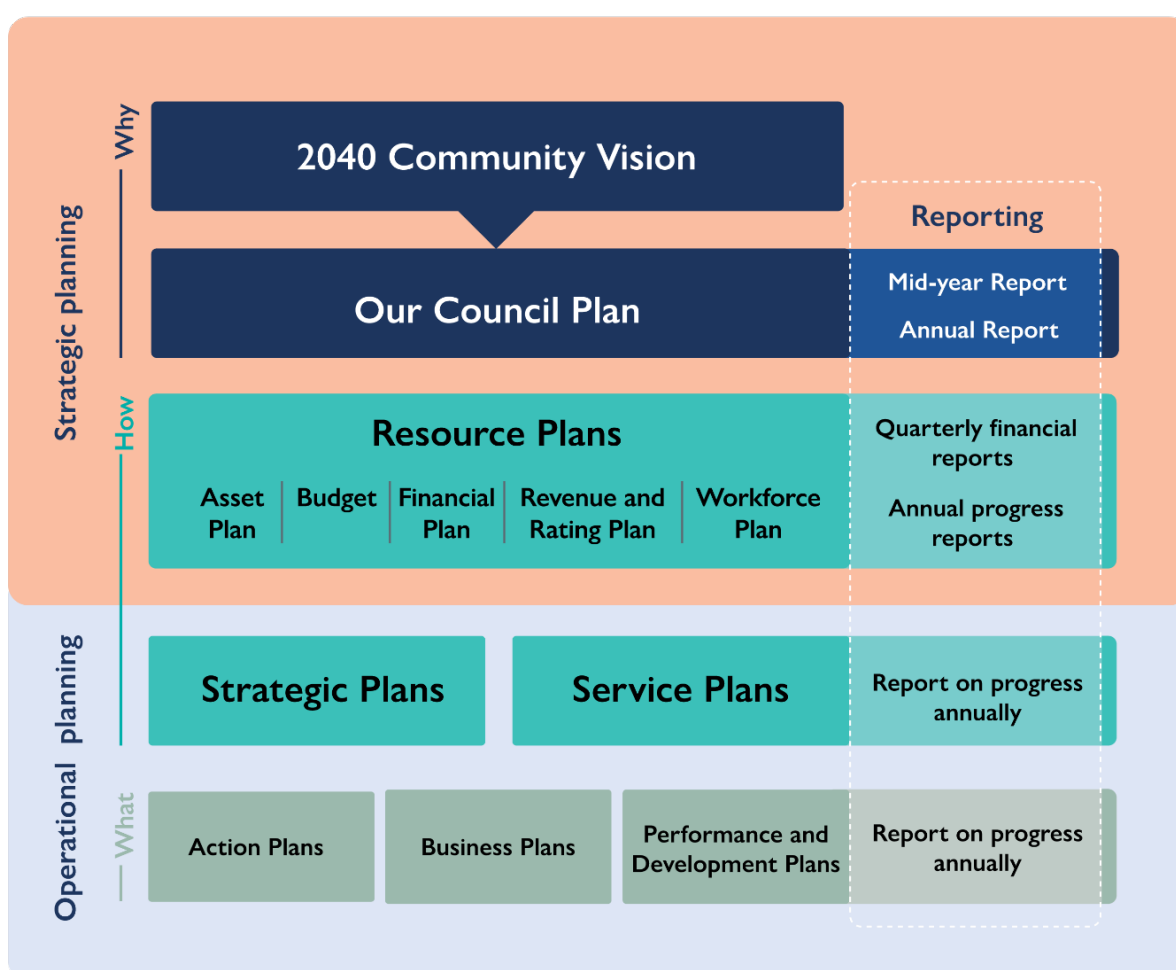 Strategic planning
Why
2040 Community Vision
Reporting
Our Council Plan
Mid-year Report
Annual Report
How
Resource Plans
Asset
Plan
Budget
Financial
Plan
Revenue and
Rating Plan
Workforce
Plan
Quarterly financial
reports
Annual progress
reports
Operational planning
Strategic Plans
Service Plans
Report on progress
annually
What
Action Plans
Business Plans
Performance and
Development Plans
Report on progress
annually